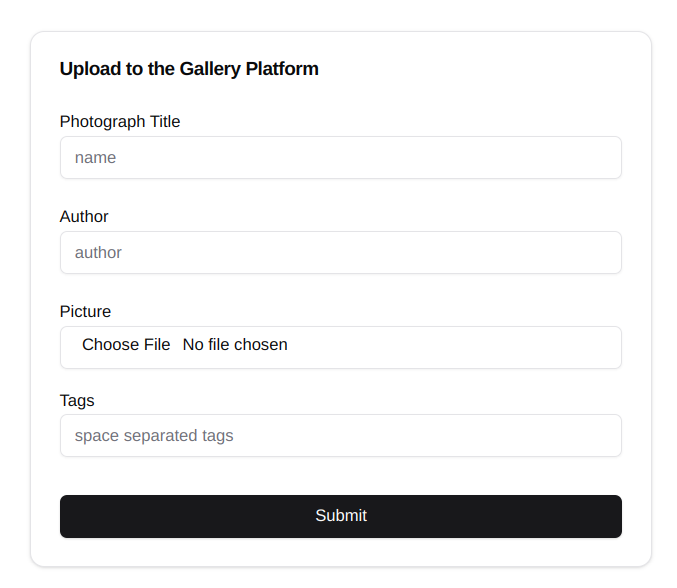 Upload to the Gallery Platform
Photograph Title
name
Author
author
Picture
Choose File No file chosen
Tags
space separated tags
Submit